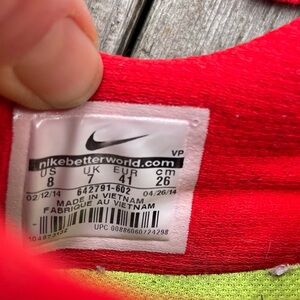 VP
nikebetterworld.com
US UK EUR cm
8 7 41 26
02/12/14 642791-602 04/26/14
MADE IN VIETNAM
FABRIQUE AU VIETNAM
UPC 00886060724298